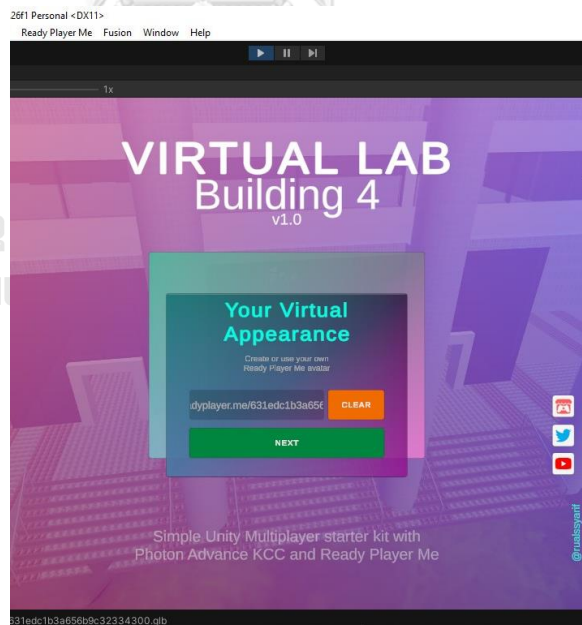 26f1 Personal <DX11>
Ready Player Me Fusion Window Help
1x
VIRTUAL LAB
Building 4
v1.0
Your Virtual
Appearance
Create or use your own
Ready Player Me avatar
dyplayer.me/631edc1b3a656 CLEAR
NEXT
Simple Unity Multiplayer starter kit with
Photon Advance KCC and Ready Player Me
@rualssyarif
631edc1b3a656b9c32334300.glb